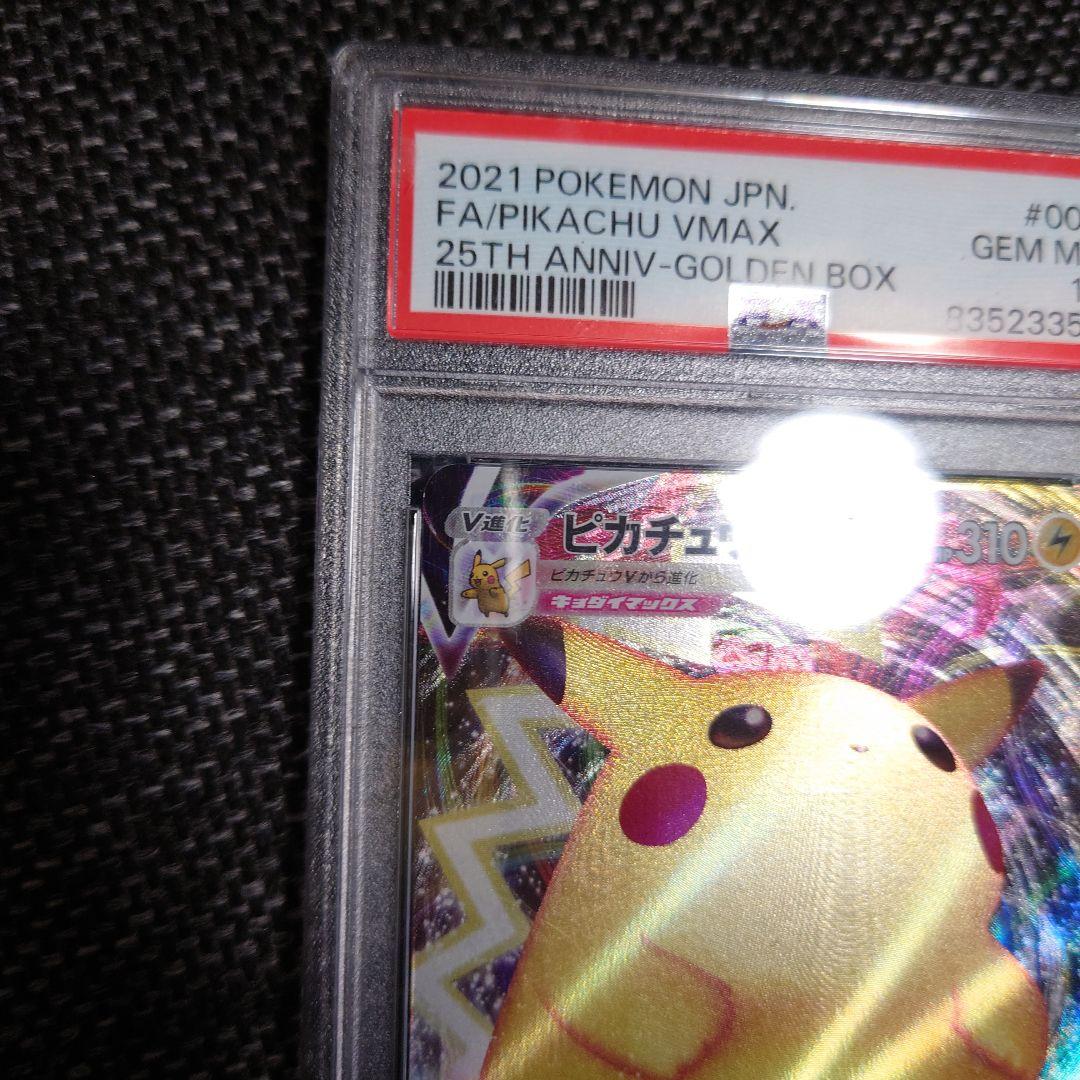 2021 POKEMON JPN.
FA/PIKACHU VMAX
25TH ANNIV-GOLDEN BOX
#00
GEM M
1
8352335
V進化
ピカチュウ
310
ピカチュウVから進化
キョダイマックス